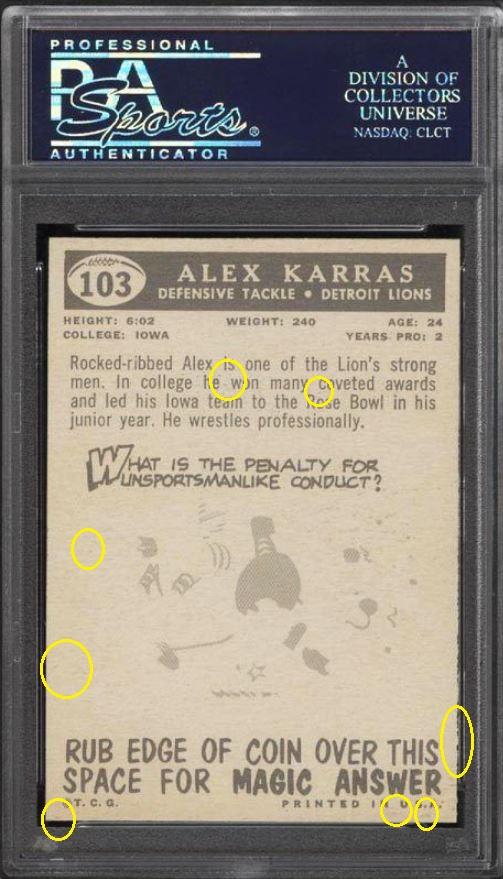 PROFESSIONAL
PSA
Sports®
AUTHENTICATOR
A
DIVISION OF
COLLECTORS
UNIVERSE
NASDAQ: CLCT
103
ALEX KARRAS
DEFENSIVE TACKLE • DETROIT LIONS
HEIGHT: 6:02 WEIGHT: 240 AGE: 24
COLLEGE: IOWA YEARS PRO: 2
Rocked-ribbed Alex is one of the Lion's strong
men. In college he won many coveted awards
and led his Iowa team to the Rose Bowl in his
junior year. He wrestles professionally.
WHAT IS THE PENALTY FOR
UNSPORTSMANLIKE CONDUCT?
RUB EDGE OF COIN OVER THIS
SPACE FOR MAGIC ANSWER
©T. C. G. PRINTED IN U.S.A.